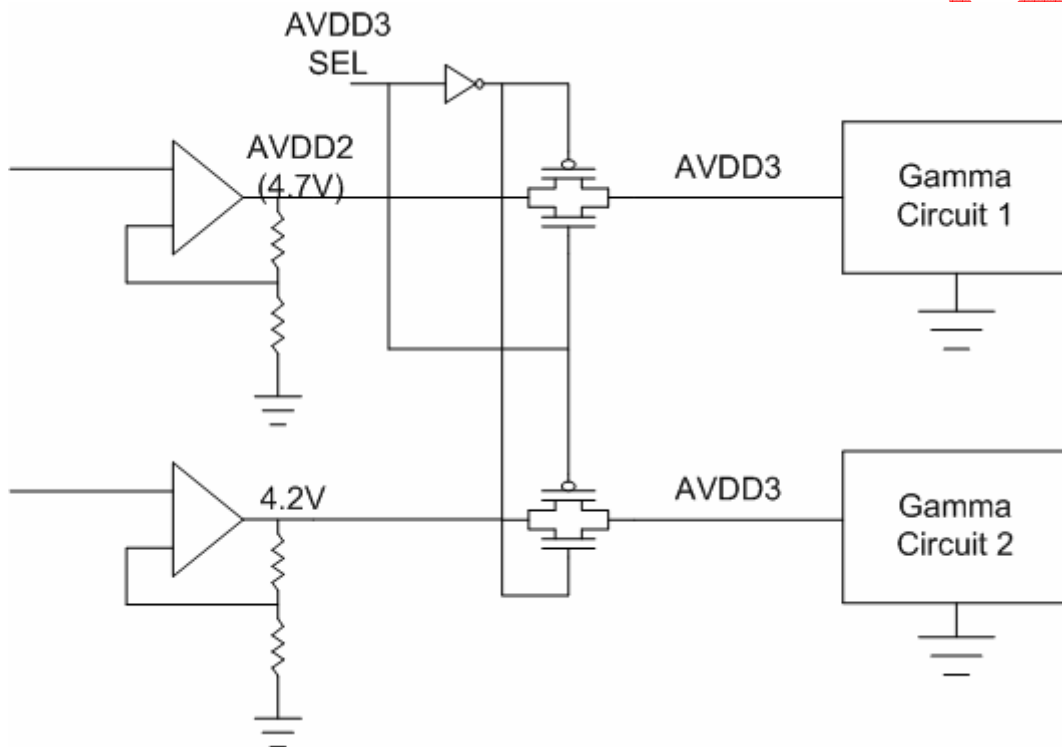 AVDD3
SEL
AVDD2
(4.7V)
AVDD3
Gamma
Circuit 1
4.2V
AVDD3
Gamma
Circuit 2